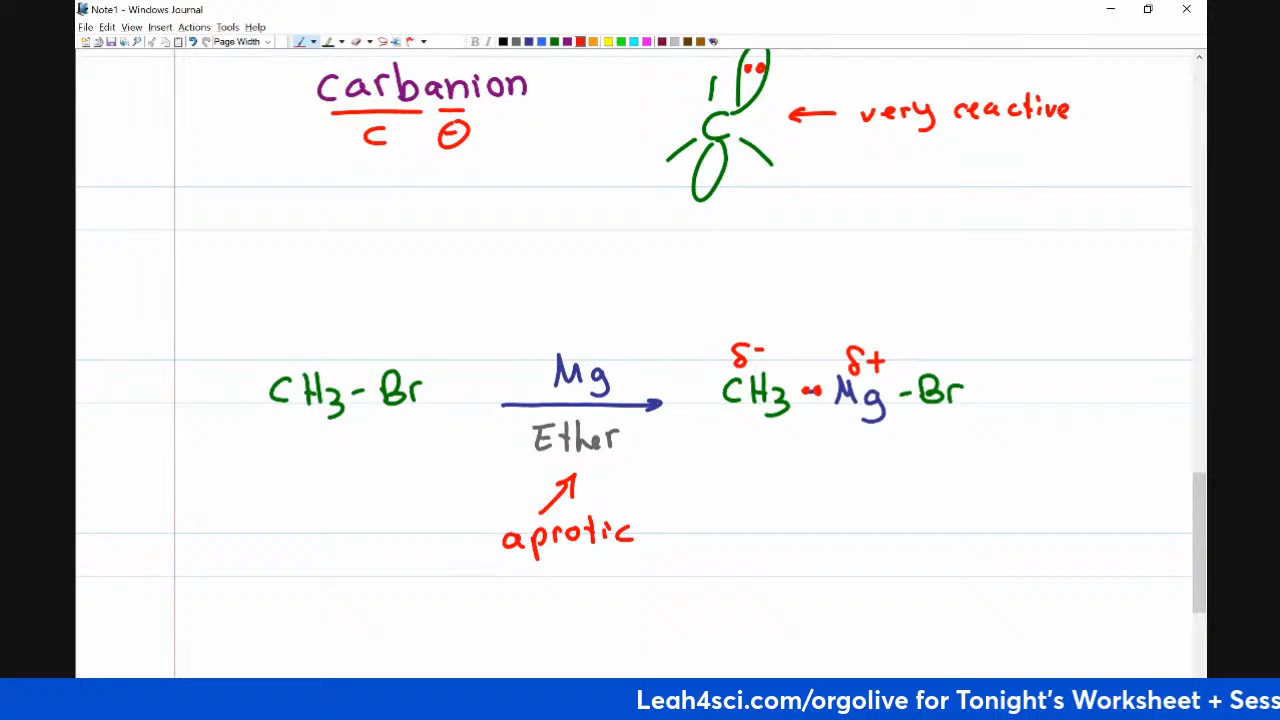 Note1 - Windows Journal
File Edit View Insert Actions Tools Help
Page Width B I
carbanion
C ⊖
C
very reactive
CH3 - Br
Mg
Ether
aprotic
δ- δ+
CH3 •• Mg - Br
Leah4sci.com/orgolive for Tonight's Worksheet + Sess